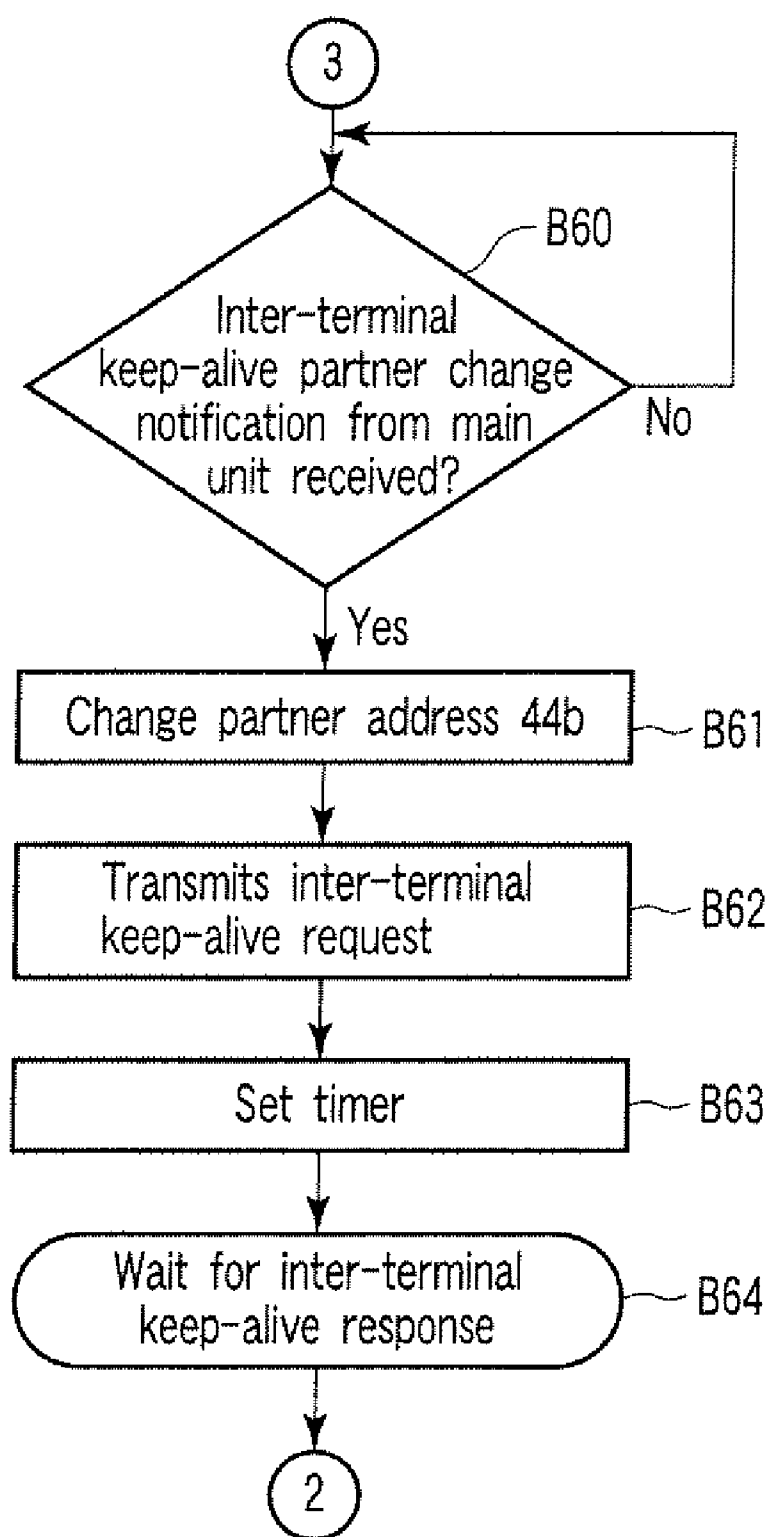 3
B60
Inter-terminal
keep-alive partner change
notification from main
unit received?
No
Yes
Change partner address 44b
B61
Transmits inter-terminal
keep-alive request
B62
Set timer
B63
Wait for inter-terminal
keep-alive response
B64
2